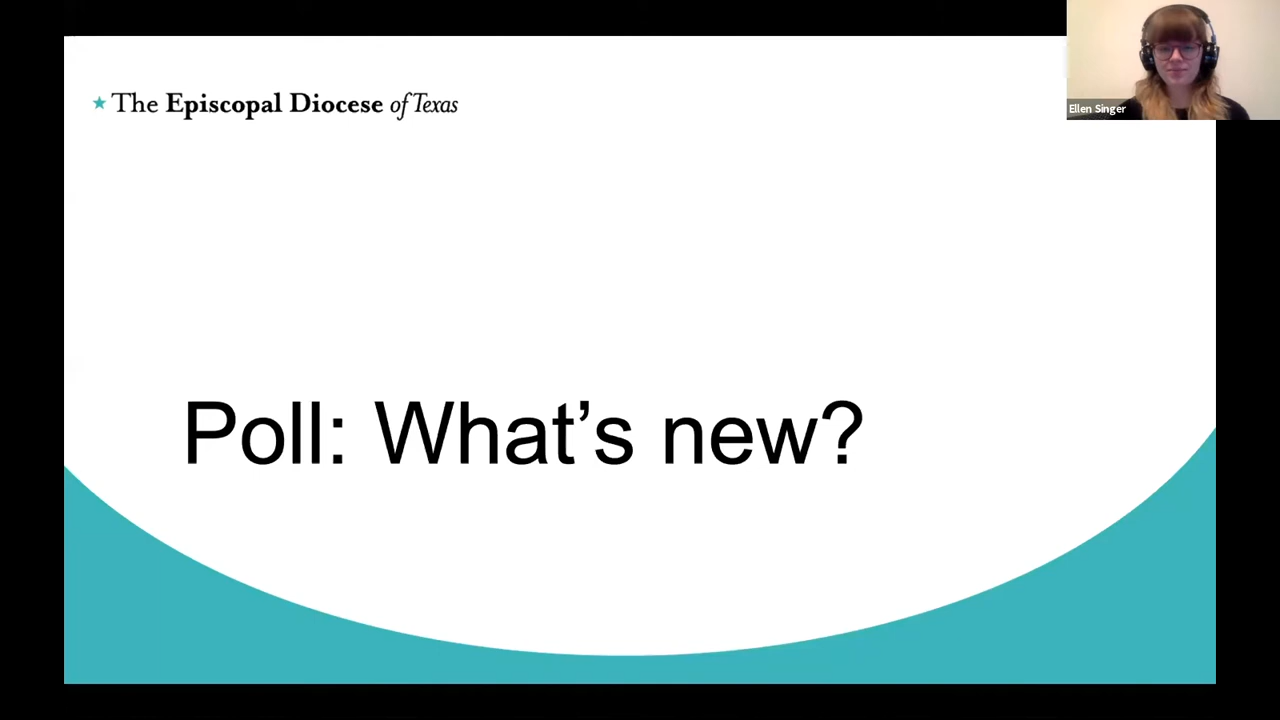 The Episcopal Diocese of Texas
Ellen Singer
Poll: What’s new?